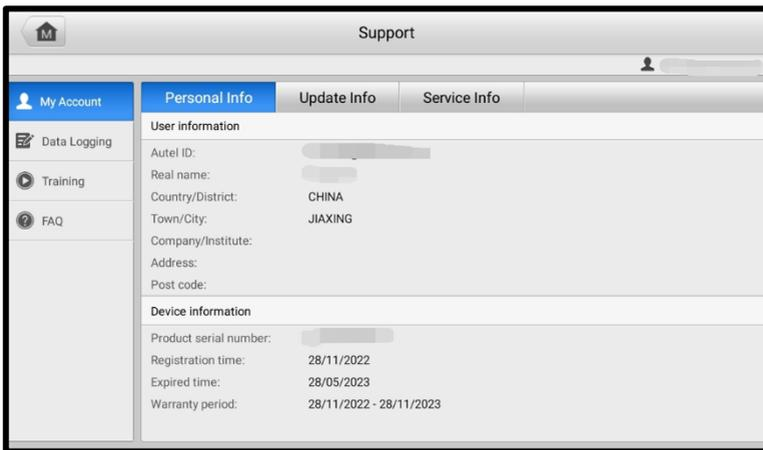 M
Support
My Account
Data Logging
Training
FAQ
Personal Info Update Info Service Info
User information
Autel ID:
Real name:
Country/District: CHINA
Town/City: JIAXING
Company/Institute:
Address:
Post code:
Device information
Product serial number:
Registration time: 28/11/2022
Expired time: 28/05/2023
Warranty period: 28/11/2022 - 28/11/2023